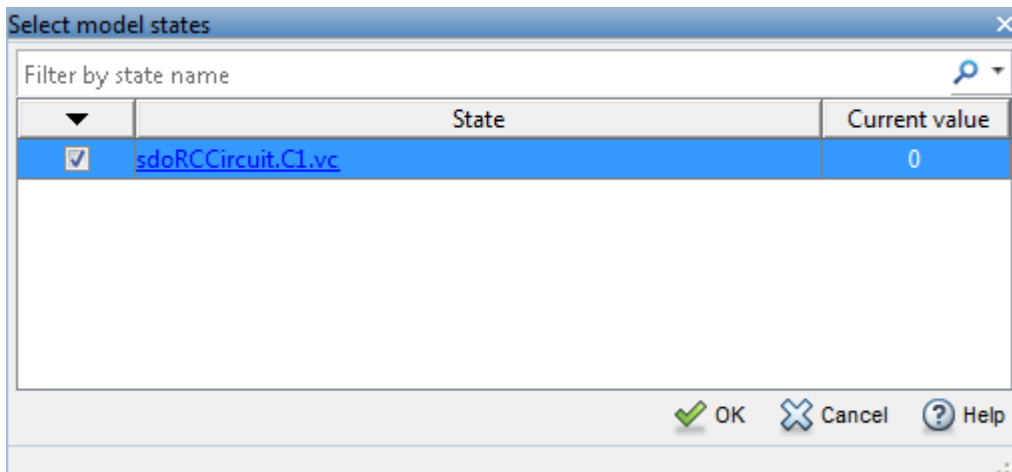 Select model states
Filter by state name
State Current value
sdoRCCircuit.C1.vc 0
OK Cancel Help